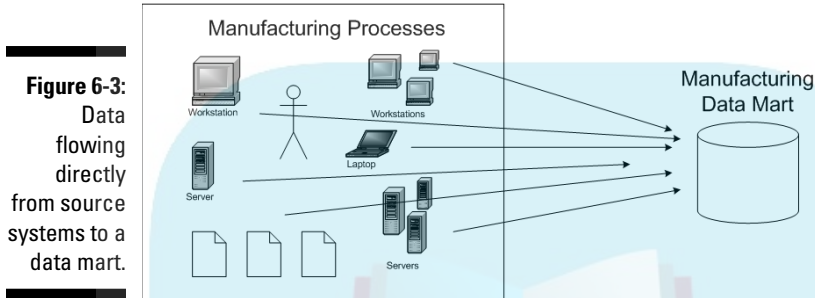 Figure 6-3:
Data
flowing
directly
from source
systems to a
data mart.
Manufacturing Processes
Workstation
Workstations
Laptop
Server
Servers
Manufacturing
Data Mart